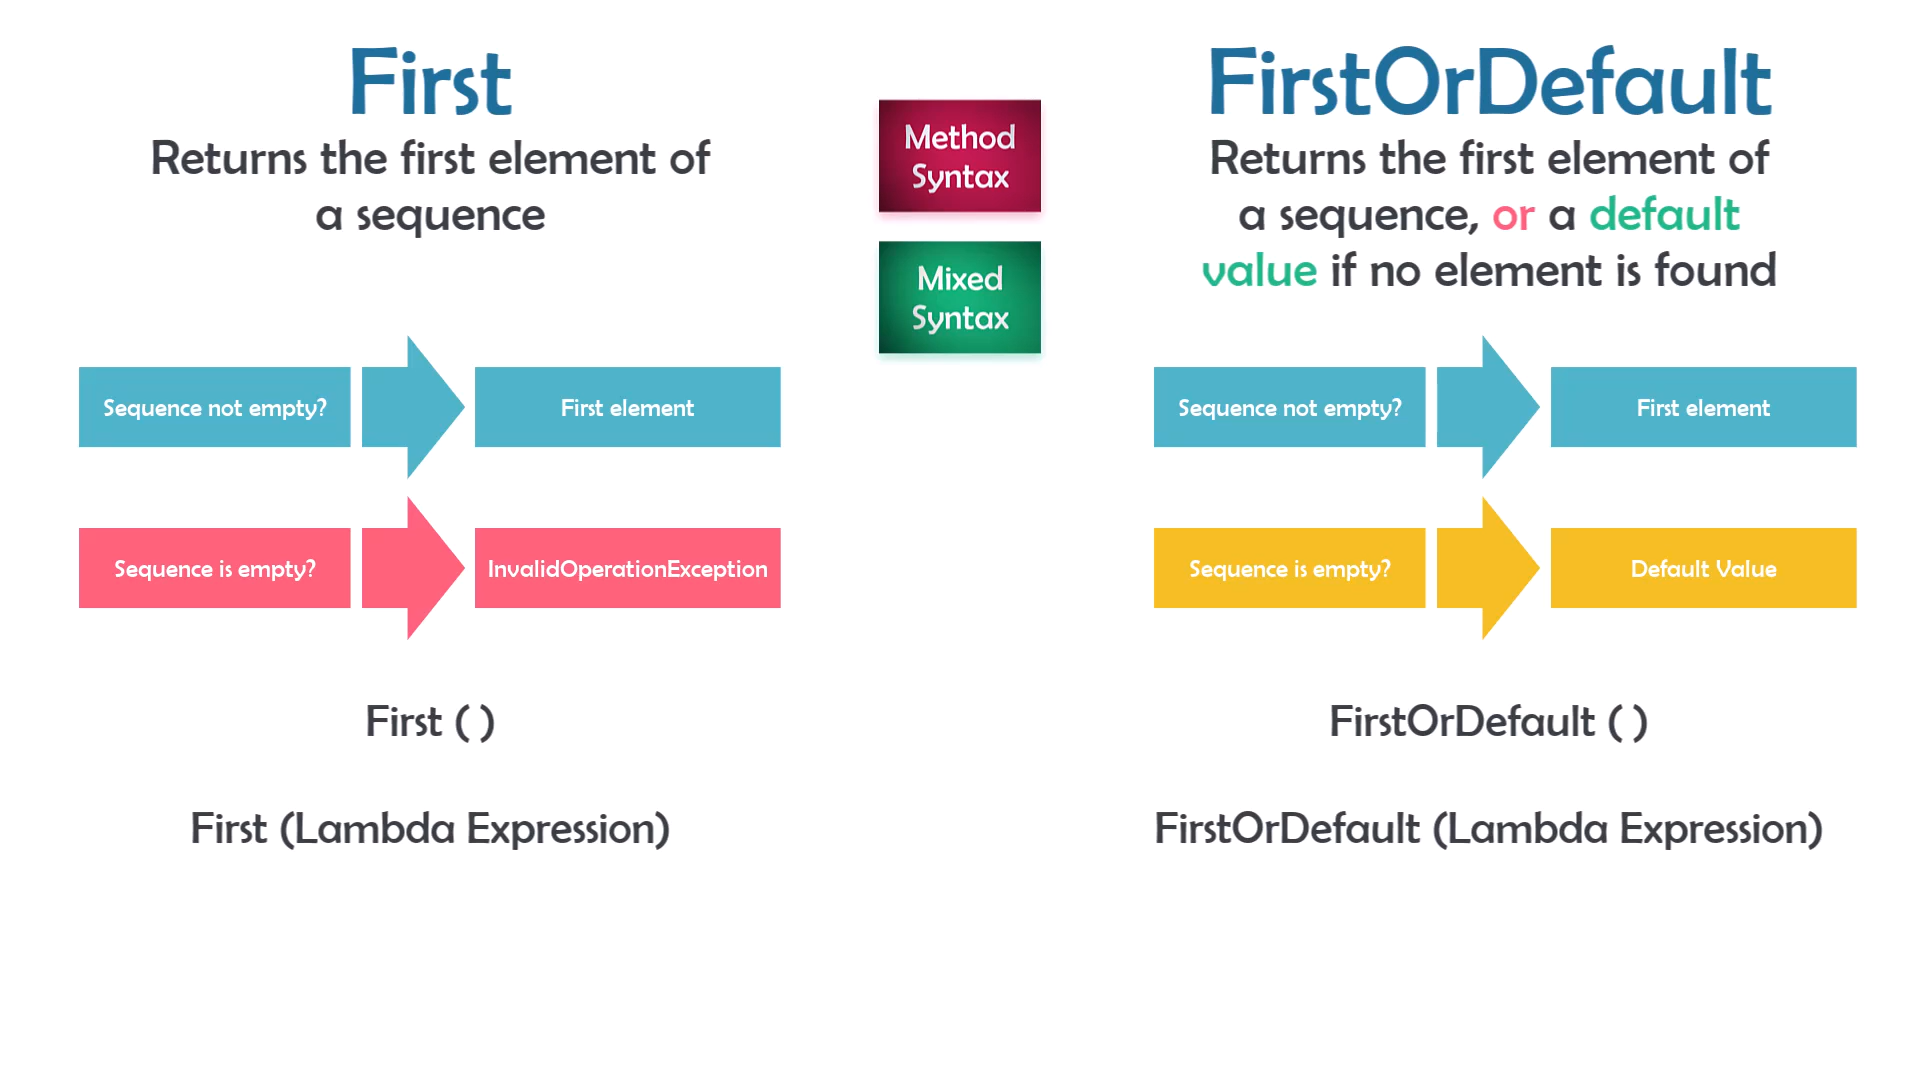 First
Returns the first element of
a sequence
Sequence not empty?
First element
Sequence is empty?
InvalidOperationException
First ( )
First (Lambda Expression)
Method
Syntax
Mixed
Syntax
FirstOrDefault
Returns the first element of
a sequence, or a default
value if no element is found
Sequence not empty?
First element
Sequence is empty?
Default Value
FirstOrDefault ( )
FirstOrDefault (Lambda Expression)